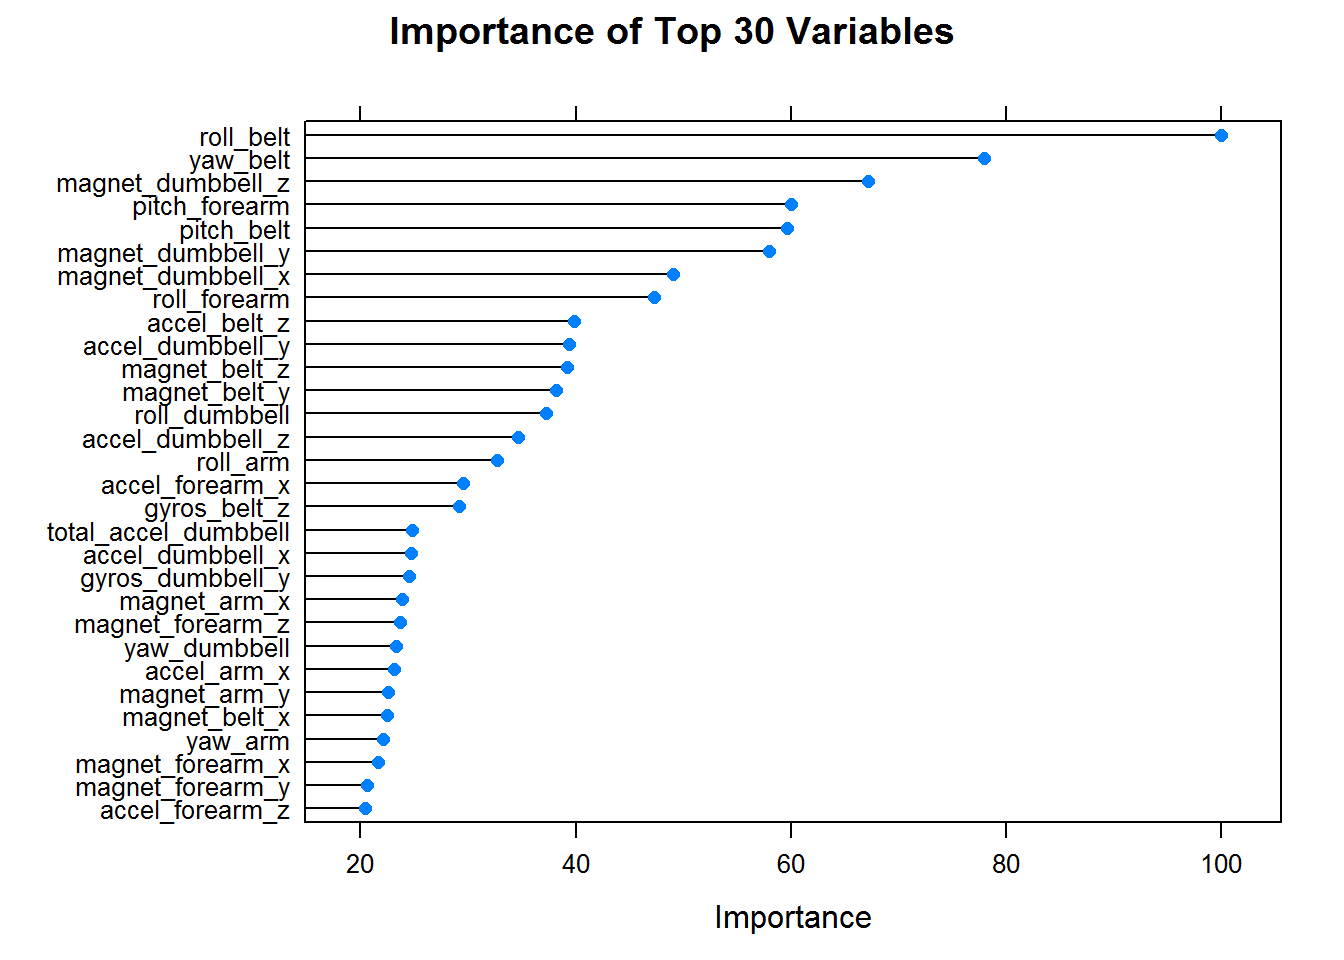 Importance of Top 30 Variables
roll_belt
yaw_belt
magnet_dumbbell_z
pitch_forearm
pitch_belt
magnet_dumbbell_y
magnet_dumbbell_x
roll_forearm
accel_belt_z
accel_dumbbell_y
magnet_belt_z
magnet_belt_y
roll_dumbbell
accel_dumbbell_z
roll_arm
accel_forearm_x
gyros_belt_z
total_accel_dumbbell
accel_dumbbell_x
gyros_dumbbell_y
magnet_arm_x
magnet_forearm_z
yaw_dumbbell
accel_arm_x
magnet_arm_y
magnet_belt_x
yaw_arm
magnet_forearm_x
magnet_forearm_y
accel_forearm_z
20 40 60 80 100
Importance